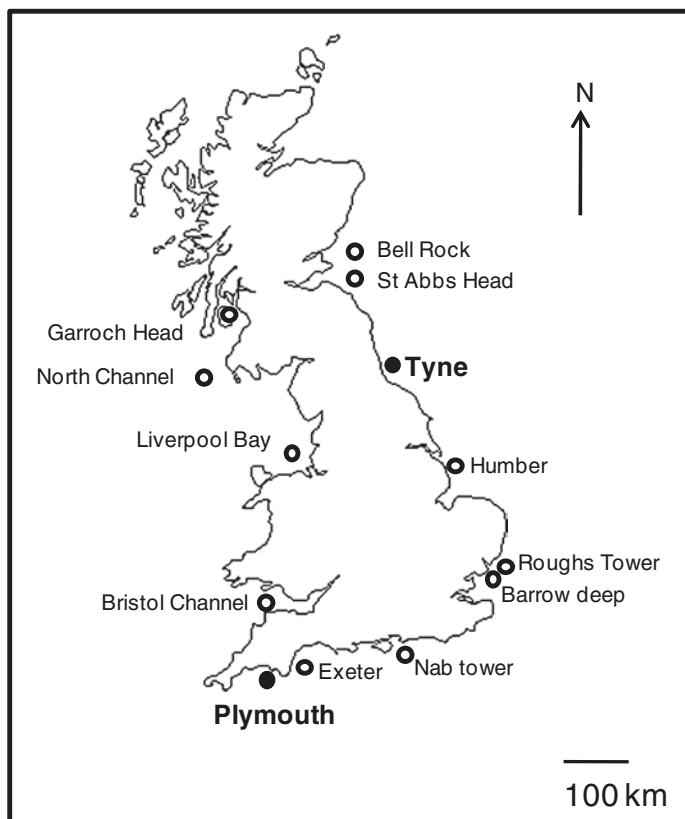 N
Bell Rock
St Abbs Head
Garroch Head
Tyne
North Channel
Liverpool Bay
Humber
Roughs Tower
Barrow deep
Bristol Channel
Exeter
Nab tower
Plymouth
100 km